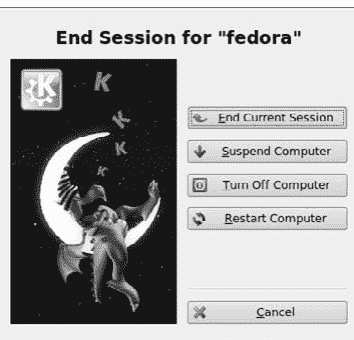 End Session for "fedora"
K
K
K
K
K
End Current Session
Suspend Computer
Turn Off Computer
Restart Computer
Cancel